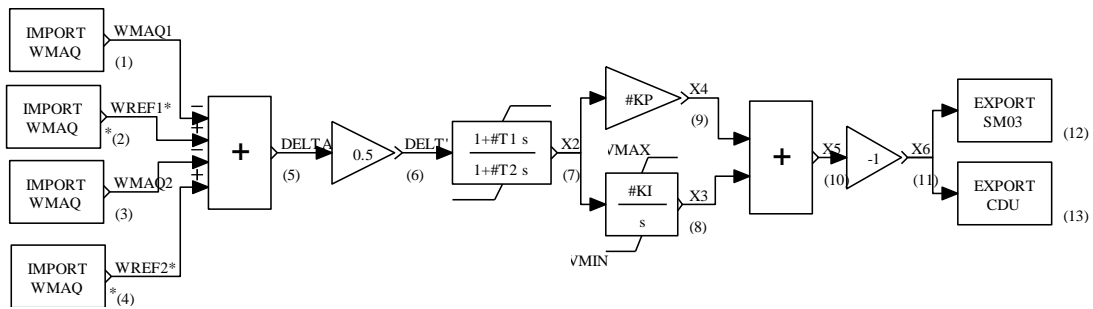 IMPORT
WMAQ
WMAQ1
(1)
IMPORT
WMAQ
WREF1*
*(2)
IMPORT
WMAQ
WMAQ2
(3)
IMPORT
WMAQ
WREF2*
*(4)
−
+
−
+
+
DELTA
(5)
0.5
DELT'
(6)
1+#T1 s
1+#T2 s
X2
(7)
#KP
X4
(9)
VMAX
#KI
s
X3
(8)
VMIN
+
X5
(10)
-1
X6
(11)
EXPORT
SM03
(12)
EXPORT
CDU
(13)